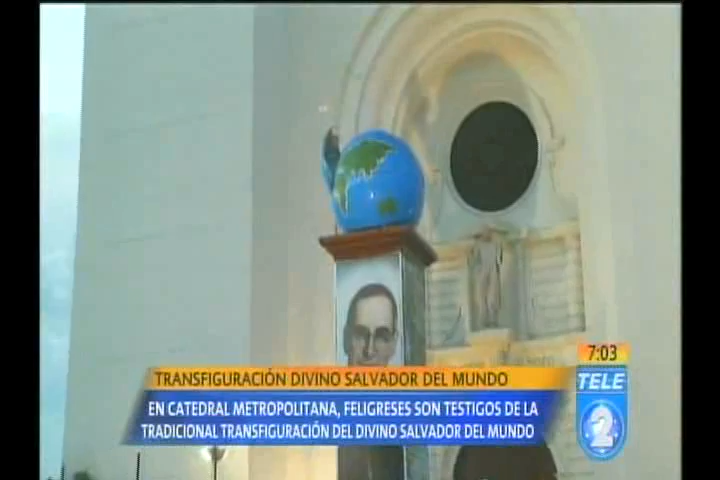 TRANSFIGURACIÓN DIVINO SALVADOR DEL MUNDO
EN CATEDRAL METROPOLITANA, FELIGRESES SON TESTIGOS DE LA
TRADICIONAL TRANSFIGURACIÓN DEL DIVINO SALVADOR DEL MUNDO
7:03
TELE
2